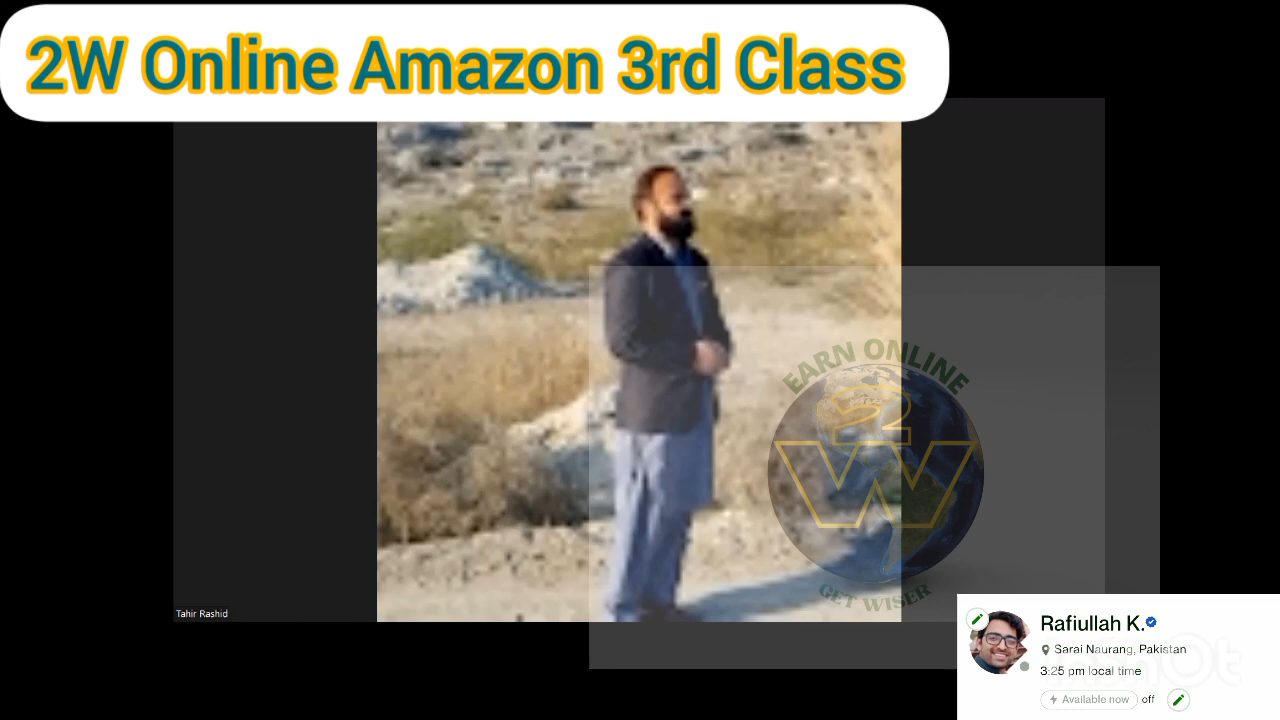 2W Online Amazon 3rd Class
EARN ONLINE
2W
GET WISER
Tahir Rashid
Rafiullah K.
Sarai Naurang, Pakistan
3:25 pm local time
Available now off